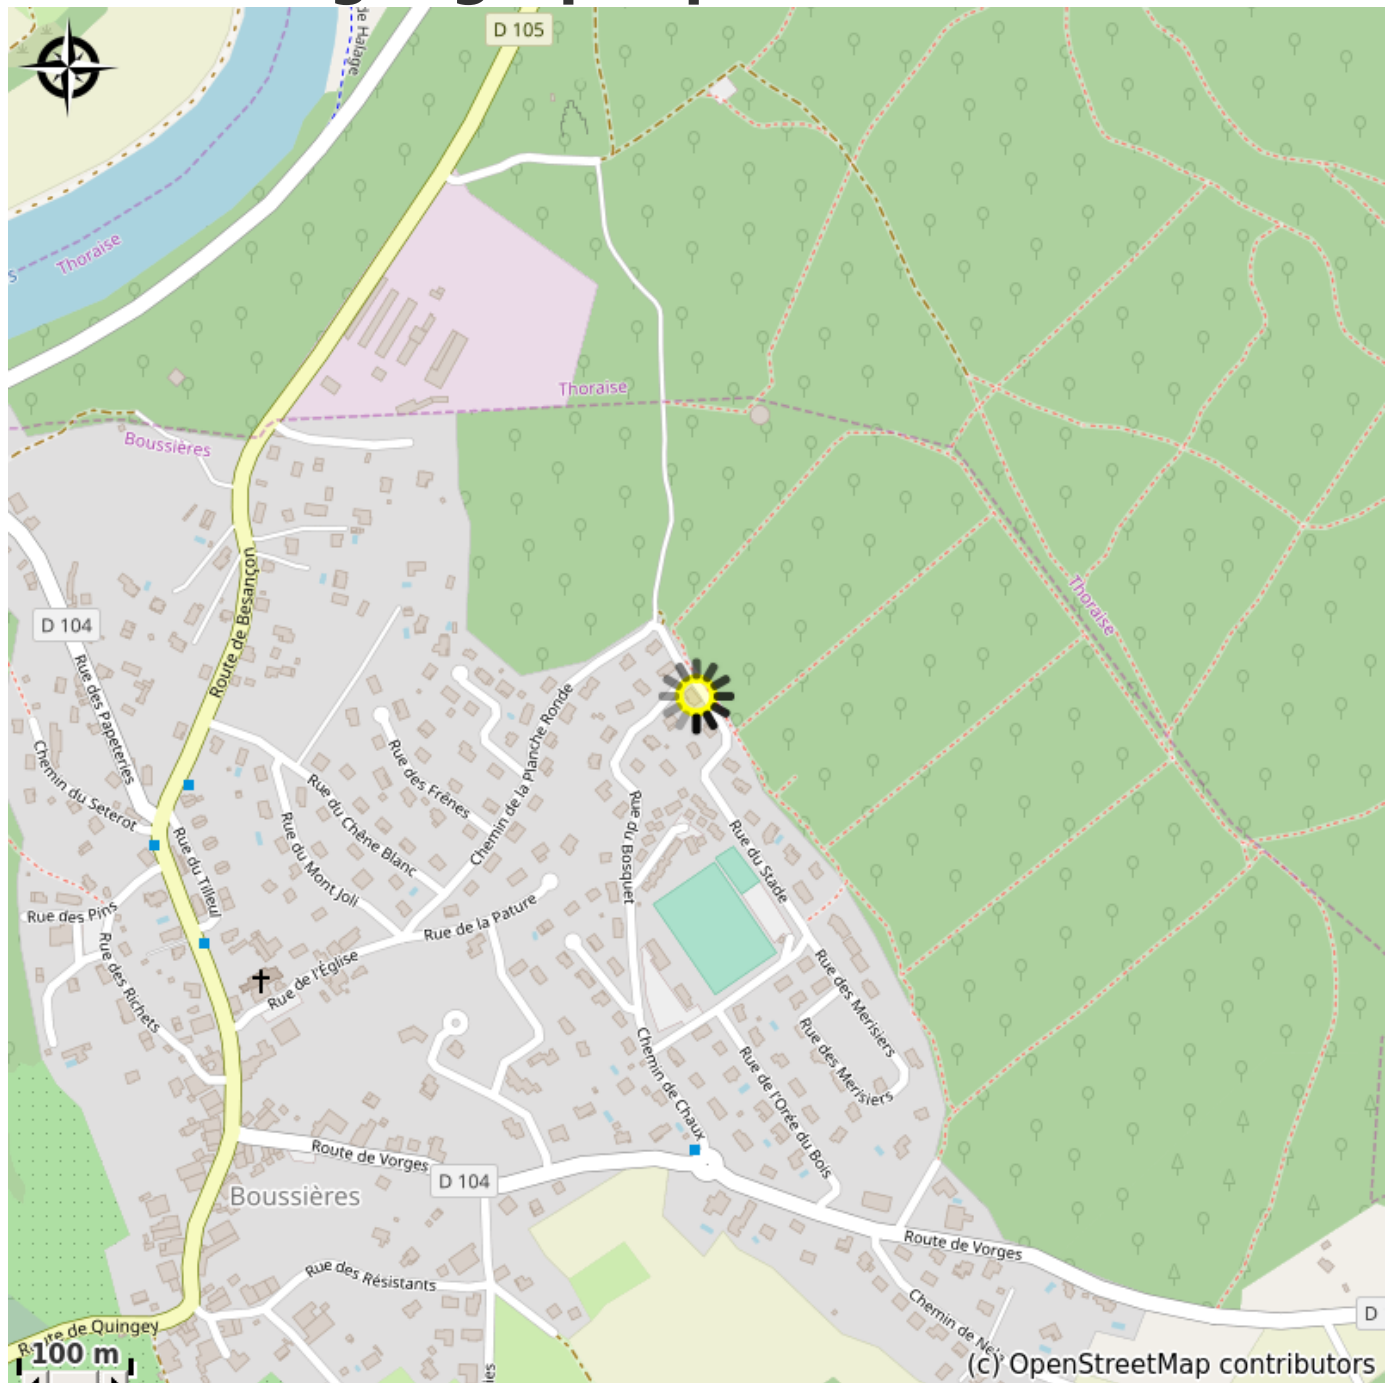 D 105
de Halage
Thoraise
Thoraise
Boussières
Thoraise
D 104
Route de Besançon
Rue des Papeteries
Chemin du Seterot
Rue du Tilleul
Rue des Pins
Rue des Richets
Rue du Mont Joli
Rue du Chêne Blanc
Rue des Frênes
Chemin de la Planche Ronde
Rue de la Pature
Rue de l'Église
Rue du Bosquet
Rue du Stade
Rue des Merisiers
Rue des Merisiers
Rue de l'Orée du Bois
Chemin de Chaux
Route de Vorges
D 104
Boussières
Route de Vorges
Rue des Résistants
Chemin de
D
Route de Quingey
100 m
(c) OpenStreetMap contributors